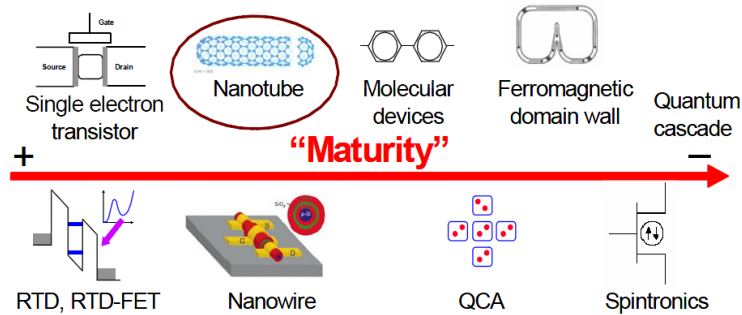 Gate
Source
Drain
Single electron
transistor
Nanotube
Molecular
devices
Ferromagnetic
domain wall
Quantum
cascade
+
“Maturity”
–
RTD, RTD-FET
S
G
D
Nanowire
QCA
Spintronics